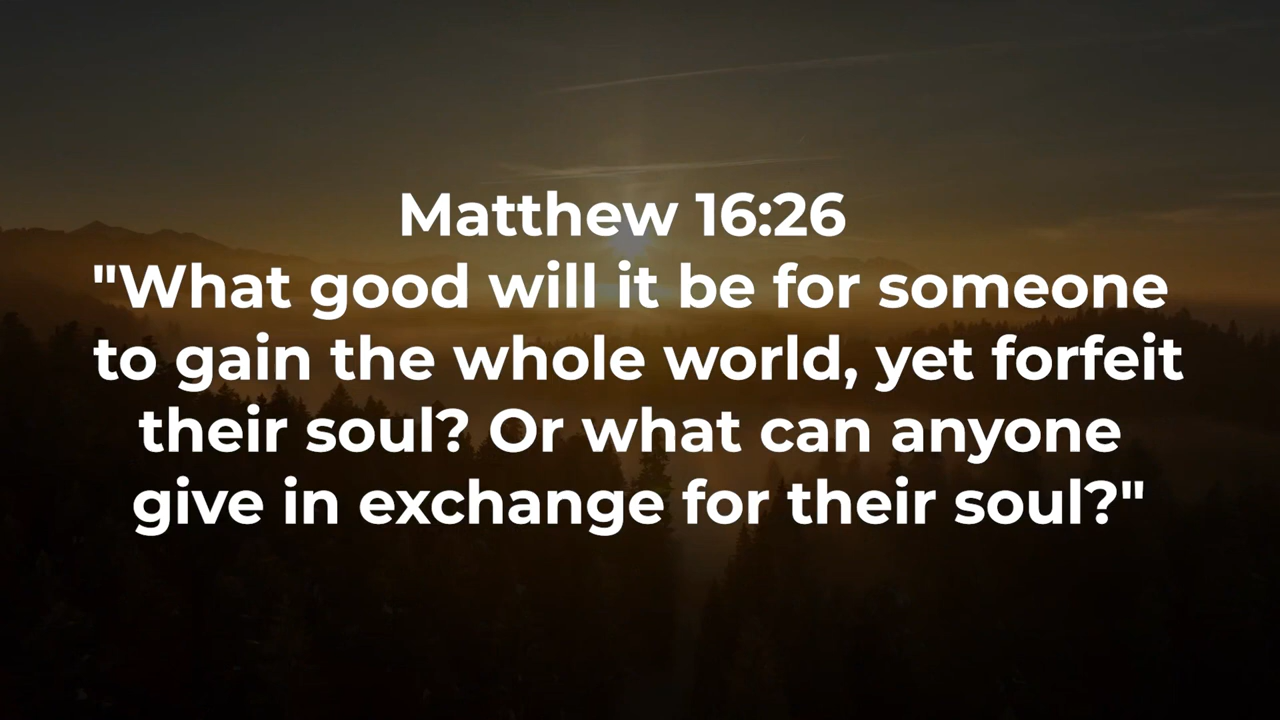 Matthew 16:26
"What good will it be for someone
to gain the whole world, yet forfeit
their soul? Or what can anyone
give in exchange for their soul?"